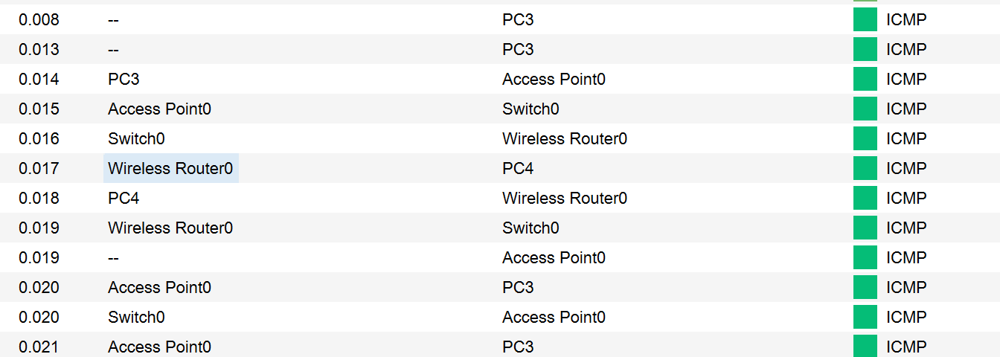 0.008 -- PC3 ICMP
0.013 -- PC3 ICMP
0.014 PC3 Access Point0 ICMP
0.015 Access Point0 Switch0 ICMP
0.016 Switch0 Wireless Router0 ICMP
0.017 Wireless Router0 PC4 ICMP
0.018 PC4 Wireless Router0 ICMP
0.019 Wireless Router0 Switch0 ICMP
0.019 -- Access Point0 ICMP
0.020 Access Point0 PC3 ICMP
0.020 Switch0 Access Point0 ICMP
0.021 Access Point0 PC3 ICMP